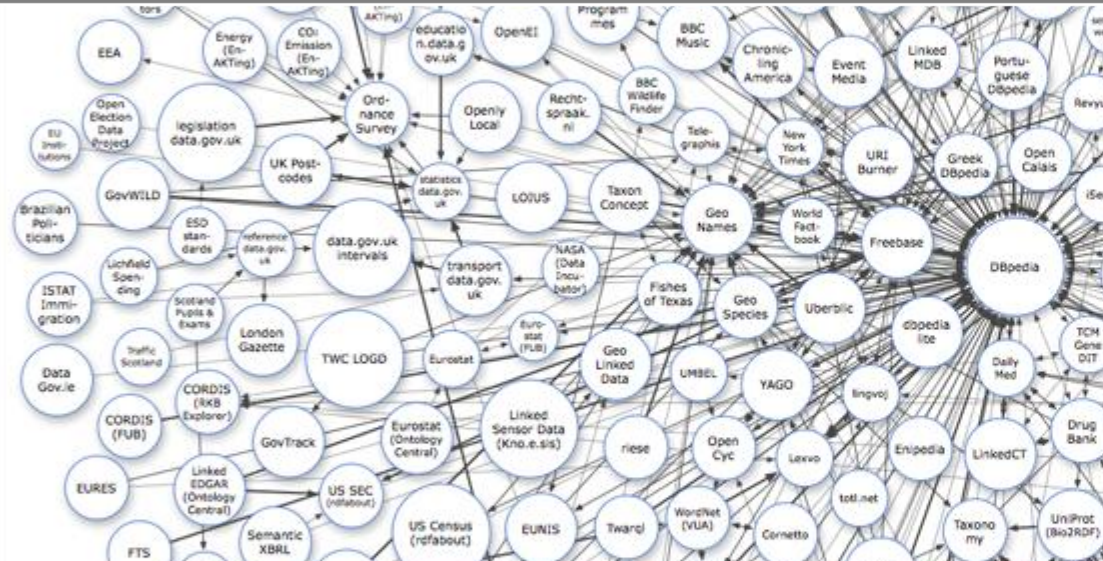 tors
Energy
(En-
AKTing)
CO2
Emission
(En-
AKTing)
AKTing)
educatio
n.data.g
ov.uk
OpenEI
Program
mes
BBC
Music
Chronic-
ling
America
Event
Media
Linked
MDB
Portu-
guese
DBpedia
EEA
Open
Election
Data
Project
EU
Insti-
tutions
legislation
data.gov.uk
Ord-
nance
Survey
Openly
Local
Recht-
spraak.
nl
BBC
Wildlife
Finder
Tele-
graphis
New
York
Times
URI
Burner
Greek
DBpedia
Open
Calais
Revyu
UK Post-
codes
statistics
data.gov.
uk
LOIUS
Taxon
Concept
Geo
Names
World
Fact-
book
Freebase
DBpedia
GovWILD
Brazilian
Poli-
ticians
ESD
stan-
dards
reference
data.gov.
uk
data.gov.uk
intervals
transport
data.gov.
uk
NASA
(Data
Incu-
bator)
Fishes
of Texas
Geo
Species
Uberblic
dbpedia
lite
Lichfield
Spen-
ding
ISTAT
Immi-
gration
Scotland
Pupils &
Exams
London
Gazette
TWC LOGD
Eurostat
Euro-
stat
(FUB)
Geo
Linked
Data
UMBEL
YAGO
lingvoj
Daily
Med
TCM
Gene
DIT
Traffic
Scotland
Data
Gov.ie
CORDIS
(RKB
Explorer)
CORDIS
(FUB)
GovTrack
Eurostat
(Ontology
Central)
Linked
Sensor Data
(Kno.e.sis)
riese
Open
Cyc
Lexvo
Enipedia
LinkedCT
Drug
Bank
EURES
Linked
EDGAR
(Ontology
Central)
US SEC
(rdfabout)
totl.net
FTS
Semantic
XBRL
US Census
(rdfabout)
EUNIS
Twarql
WordNet
(VUA)
Cornetto
Taxono
my
UniProt
(Bio2RDF)